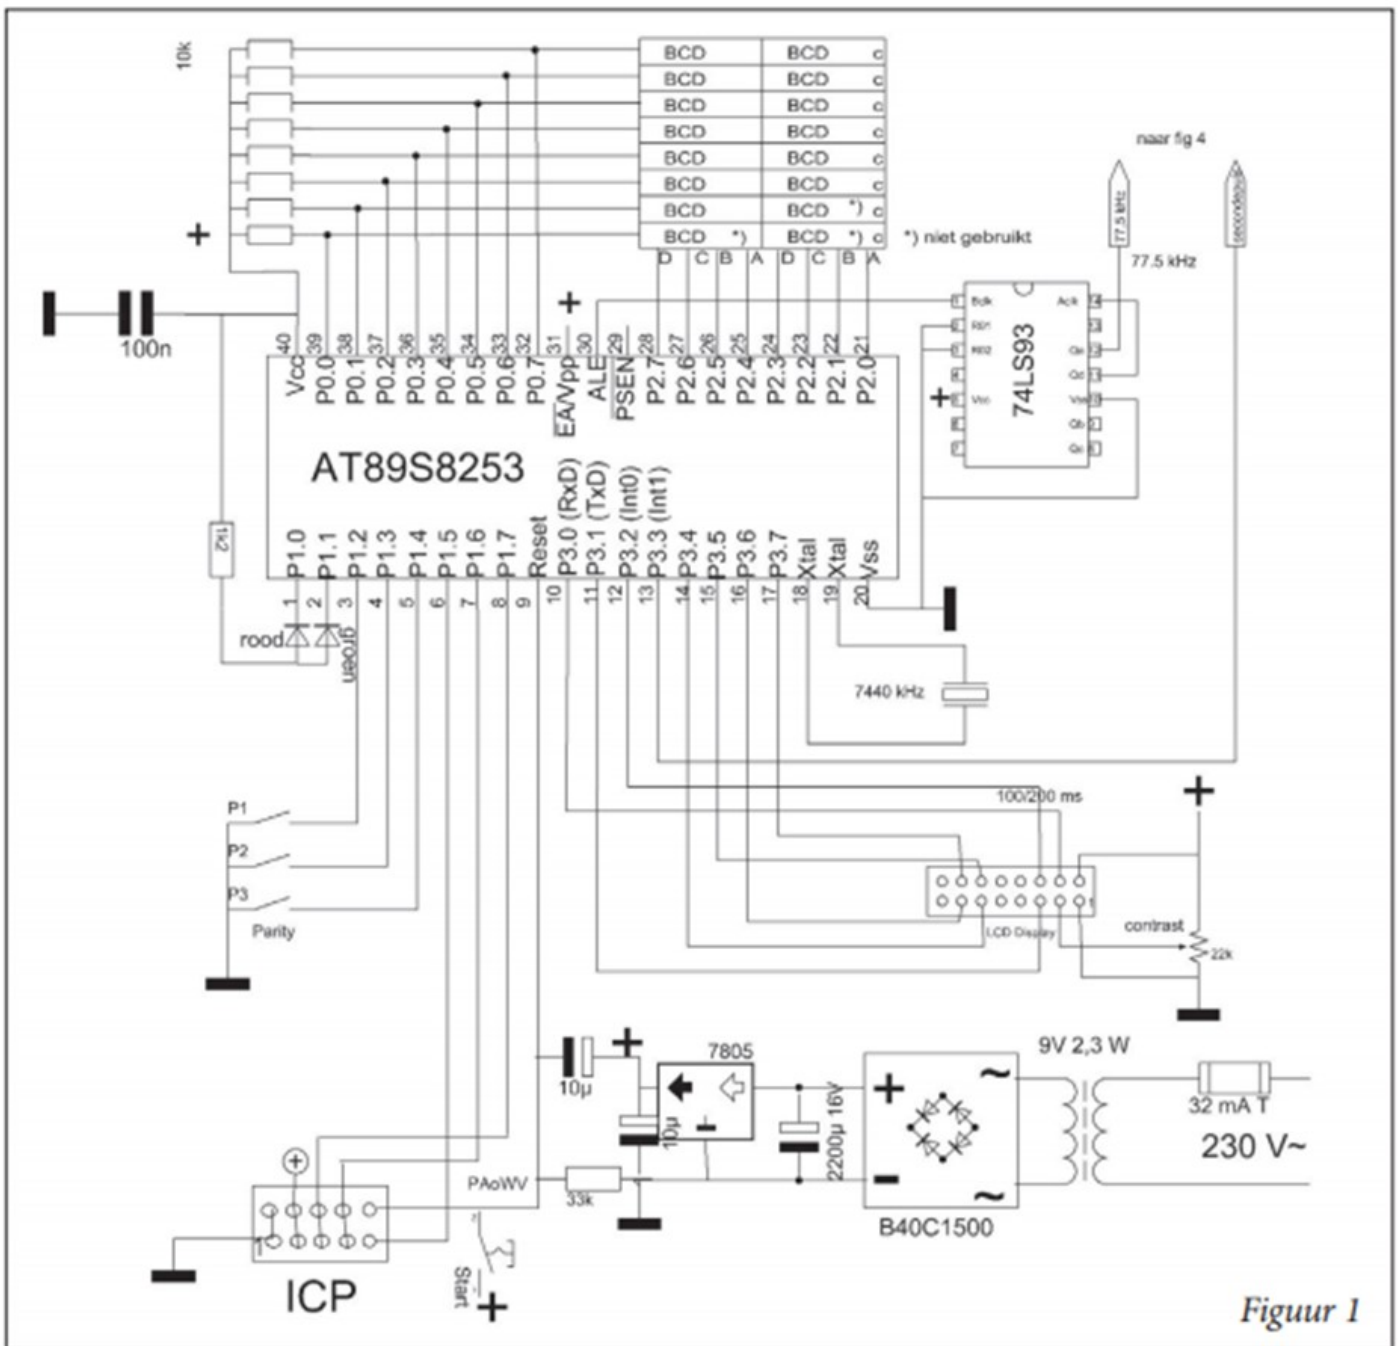 10k
BCD BCD c
BCD BCD c
BCD BCD c
BCD BCD c
BCD BCD c
BCD BCD c
BCD BCD *) c
BCD *) BCD *) c
*) niet gebruikt
D C B A D C B A
naar fig 4
77.5 kHz
77.5 kHz
+
100n
+
40 39 38 37 36 35 34 33 32 31 30 29 28 27 26 25 24 23 22 21
Vcc P0.0 P0.1 P0.2 P0.3 P0.4 P0.5 P0.6 P0.7 EA/Vpp ALE PSEN P2.7 P2.6 P2.5 P2.4 P2.3 P2.2 P2.1 P2.0
AT89S8253
P1.0 P1.1 P1.2 P1.3 P1.4 P1.5 P1.6 P1.7 Reset P3.0 (RxD) P3.1 (TxD) P3.2 (Int0) P3.3 (Int1) P3.4 P3.5 P3.6 P3.7 Xtal Xtal Vss
1 2 3 4 5 6 7 8 9 10 11 12 13 14 15 16 17 18 19 20
74LS93
+
1k2
rood
groen
7440 kHz
P1
P2
P3
Parity
100/200 ms
+
LCD Display
1
contrast
22k
10µ
+
7805
10µ
2200µ 16V
+
-
~
~
B40C1500
9V 2,3 W
32 mA T
230 V~
PAoWV
33k
+
1
ICP
Start
+
Figuur 1